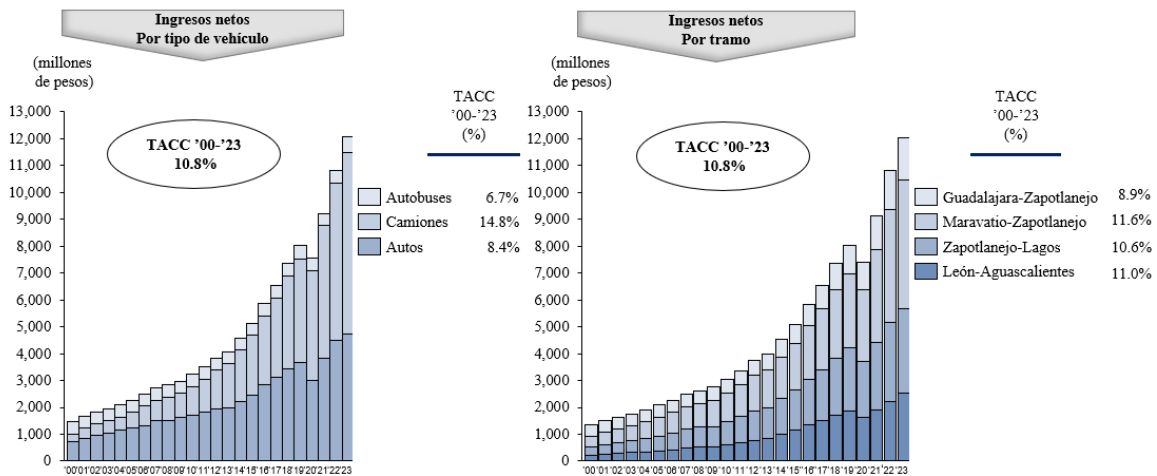 Ingresos netos
Por tipo de vehículo
(millones
de pesos)
TACC
'00-'23
(%)
13,000
12,000
11,000
10,000
9,000
8,000
7,000
6,000
5,000
4,000
3,000
2,000
1,000
0
TACC '00-'23
10.8%
Autobuses 6.7%
Camiones 14.8%
Autos 8.4%
'00'01'02'03'04'05'06'07'08'09'10'11'12'13'14'15'16'17'18'19'20'21'22'23
Ingresos netos
Por tramo
(millones
de pesos)
TACC
'00-'23
(%)
13,000
12,000
11,000
10,000
9,000
8,000
7,000
6,000
5,000
4,000
3,000
2,000
1,000
0
TACC '00-'23
10.8%
Guadalajara-Zapotlanejo 8.9%
Maravatio-Zapotlanejo 11.6%
Zapotlanejo-Lagos 10.6%
León-Aguascalientes 11.0%
'00'01'02'03'04'05'06'07'08'09'10'11'12'13'14'15'16'17'18'19'20'21'22'23